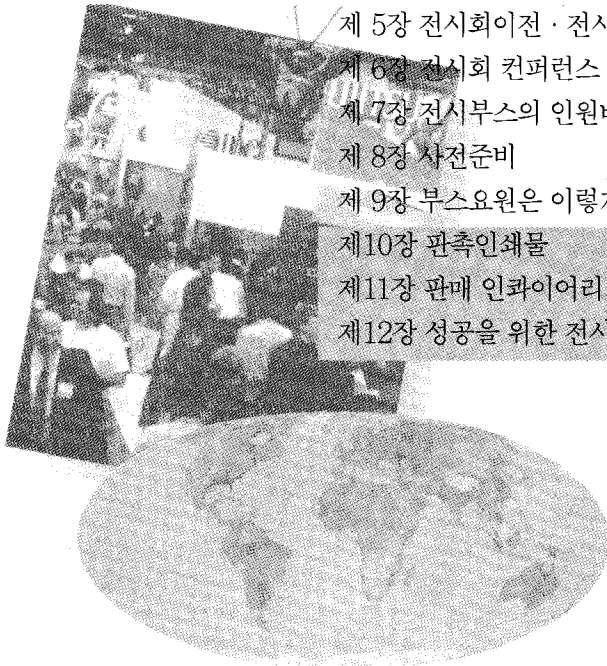 제 5장 전시회이전 · 전시
제 6장 전시회 컨퍼런스
제 7장 전시부스의 인원
제 8장 사전준비
제 9장 부스요원은 이렇게
제10장 판촉인쇄물
제11장 판매 인콰이어리
제12장 성공을 위한 전시